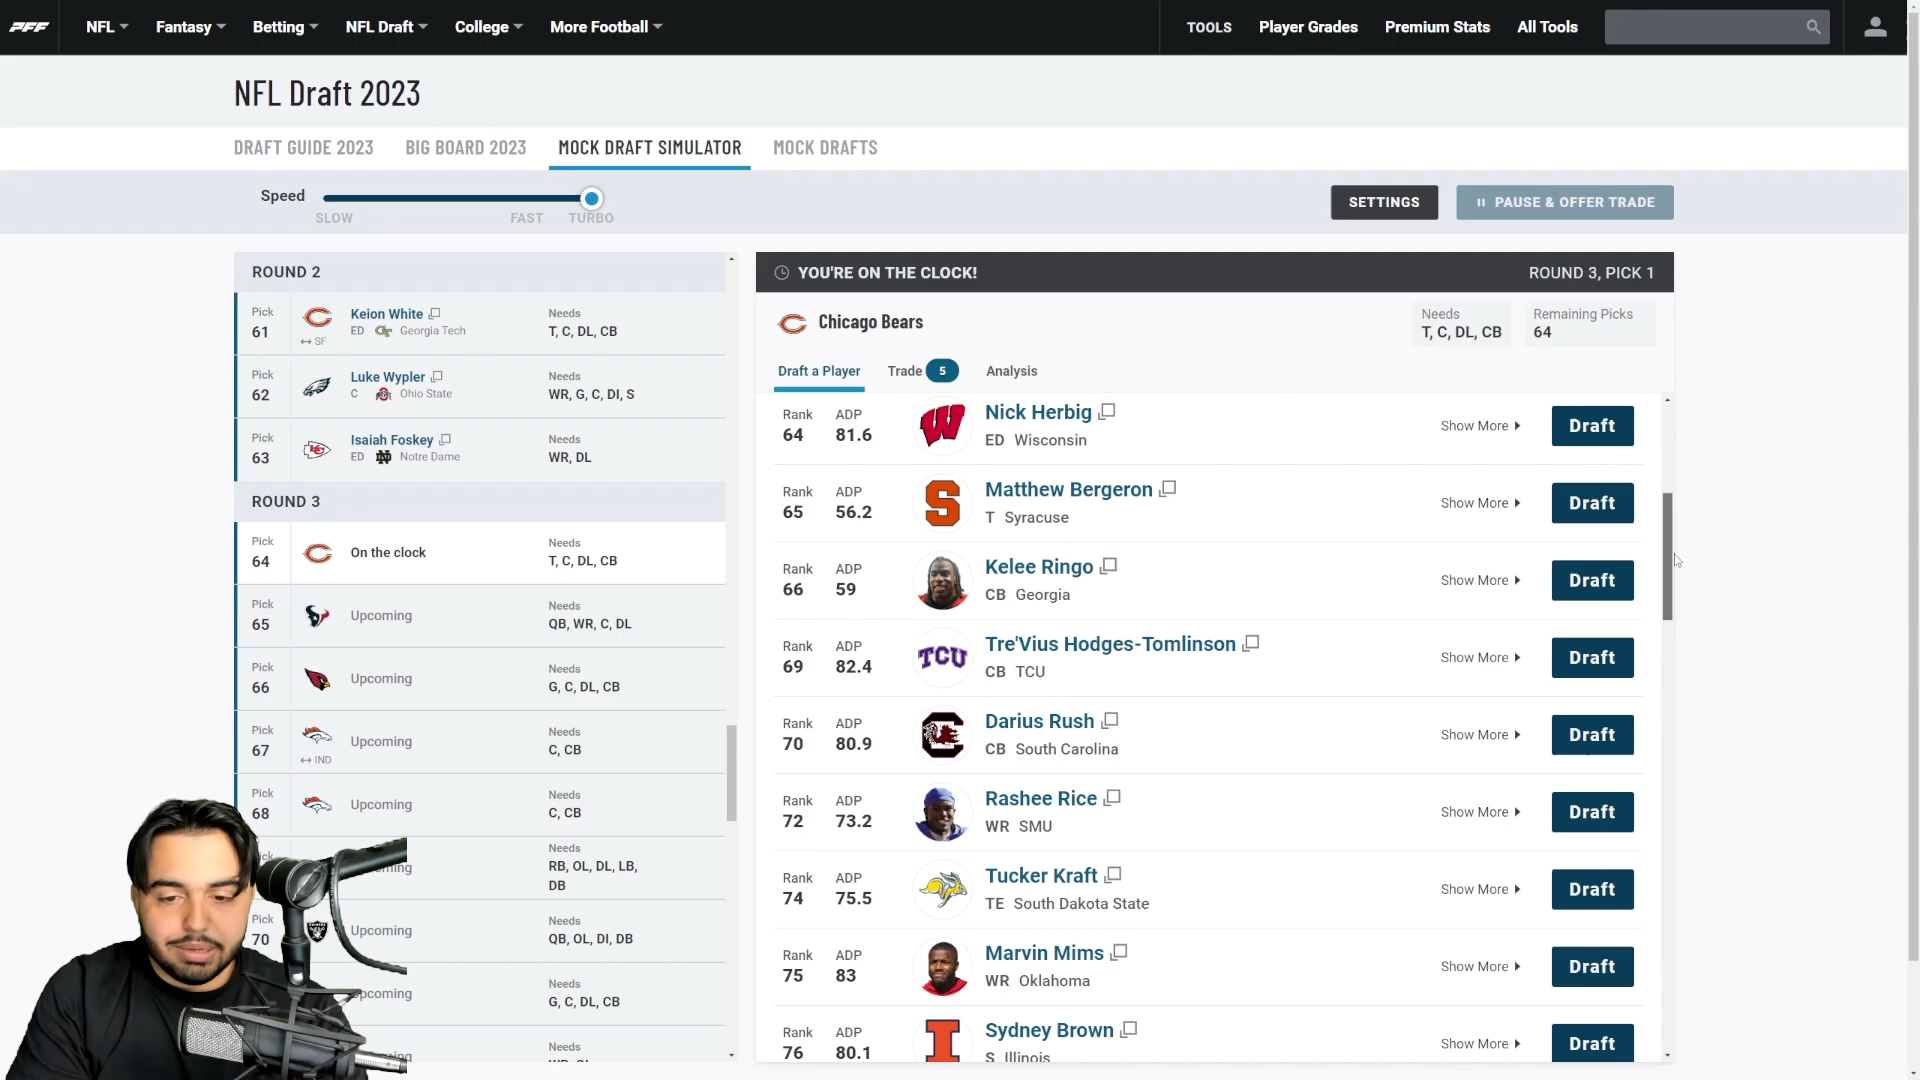 PFF
NFL
Fantasy
Betting
NFL Draft
College
More Football
TOOLS
Player Grades
Premium Stats
All Tools
NFL Draft 2023
DRAFT GUIDE 2023
BIG BOARD 2023
MOCK DRAFT SIMULATOR
MOCK DRAFTS
Speed
SLOW
FAST
TURBO
SETTINGS
PAUSE & OFFER TRADE
ROUND 2
Pick
61
↔ SF
Keion White
ED GT Georgia Tech
Needs
T, C, DL, CB
Pick
62
Luke Wypler
C Ohio State
Needs
WR, G, C, DI, S
Pick
63
KC
Isaiah Foskey
ED ND Notre Dame
Needs
WR, DL
ROUND 3
Pick
64
On the clock
Needs
T, C, DL, CB
Pick
65
Upcoming
Needs
QB, WR, C, DL
Pick
66
Upcoming
Needs
G, C, DL, CB
Pick
67
↔ IND
Upcoming
Needs
C, CB
Pick
68
Upcoming
Needs
C, CB
Needs
RB, OL, DL, LB,
DB
Pick
70
Upcoming
Needs
QB, OL, DI, DB
Needs
G, C, DL, CB
Needs
YOU'RE ON THE CLOCK!
ROUND 3, PICK 1
Chicago Bears
Needs
T, C, DL, CB
Remaining Picks
64
Draft a Player
Trade 5
Analysis
Rank
64
ADP
81.6
W
Nick Herbig
ED Wisconsin
Show More
Draft
Rank
65
ADP
56.2
S
Matthew Bergeron
T Syracuse
Show More
Draft
Rank
66
ADP
59
Kelee Ringo
CB Georgia
Show More
Draft
Rank
69
ADP
82.4
TCU
Tre'Vius Hodges-Tomlinson
CB TCU
Show More
Draft
Rank
70
ADP
80.9
Darius Rush
CB South Carolina
Show More
Draft
Rank
72
ADP
73.2
Rashee Rice
WR SMU
Show More
Draft
Rank
74
ADP
75.5
Tucker Kraft
TE South Dakota State
Show More
Draft
Rank
75
ADP
83
Marvin Mims
WR Oklahoma
Show More
Draft
Rank
76
ADP
80.1
I
Sydney Brown
S Illinois
Show More
Draft